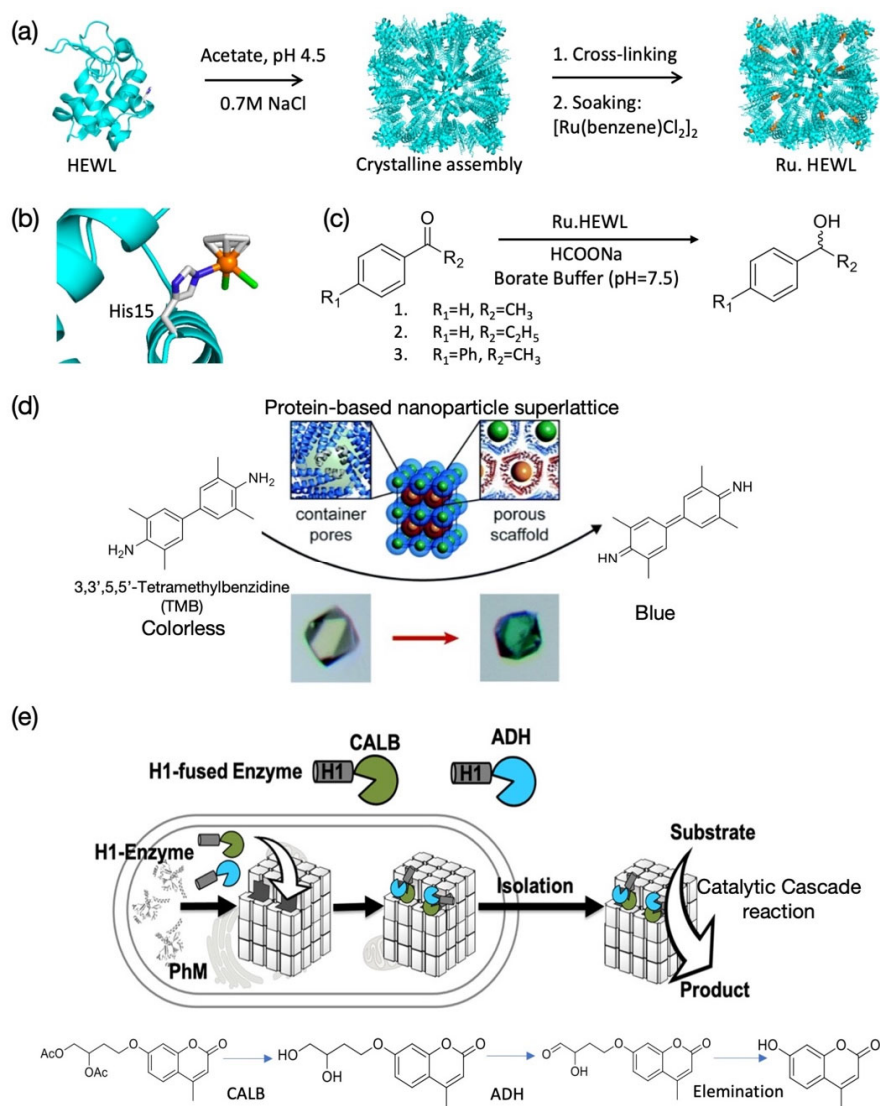 (a)
Acetate, pH 4.5
0.7M NaCl
1. Cross-linking
2. Soaking:
[Ru(benzene)Cl2]2
HEWL
Crystalline assembly
Ru. HEWL
(b)
His15
(c)
O
R2
R1
Ru.HEWL
HCOONa
Borate Buffer (pH=7.5)
OH
R2
R1
1. R1=H, R2=CH3
2. R1=H, R2=C2H5
3. R1=Ph, R2=CH3
(d)
Protein-based nanoparticle superlattice
NH2
H2N
container
pores
porous
scaffold
NH
HN
3,3',5,5'-Tetramethylbenzidine
(TMB)
Colorless
Blue
(e)
CALB
ADH
H1-fused Enzyme
H1
H1
H1-Enzyme
PhM
Isolation
Substrate
Catalytic Cascade
reaction
Product
AcO
OAc
O
O
O
CALB
HO
OH
O
O
O
ADH
O
OH
O
O
O
Elemination
HO
O
O